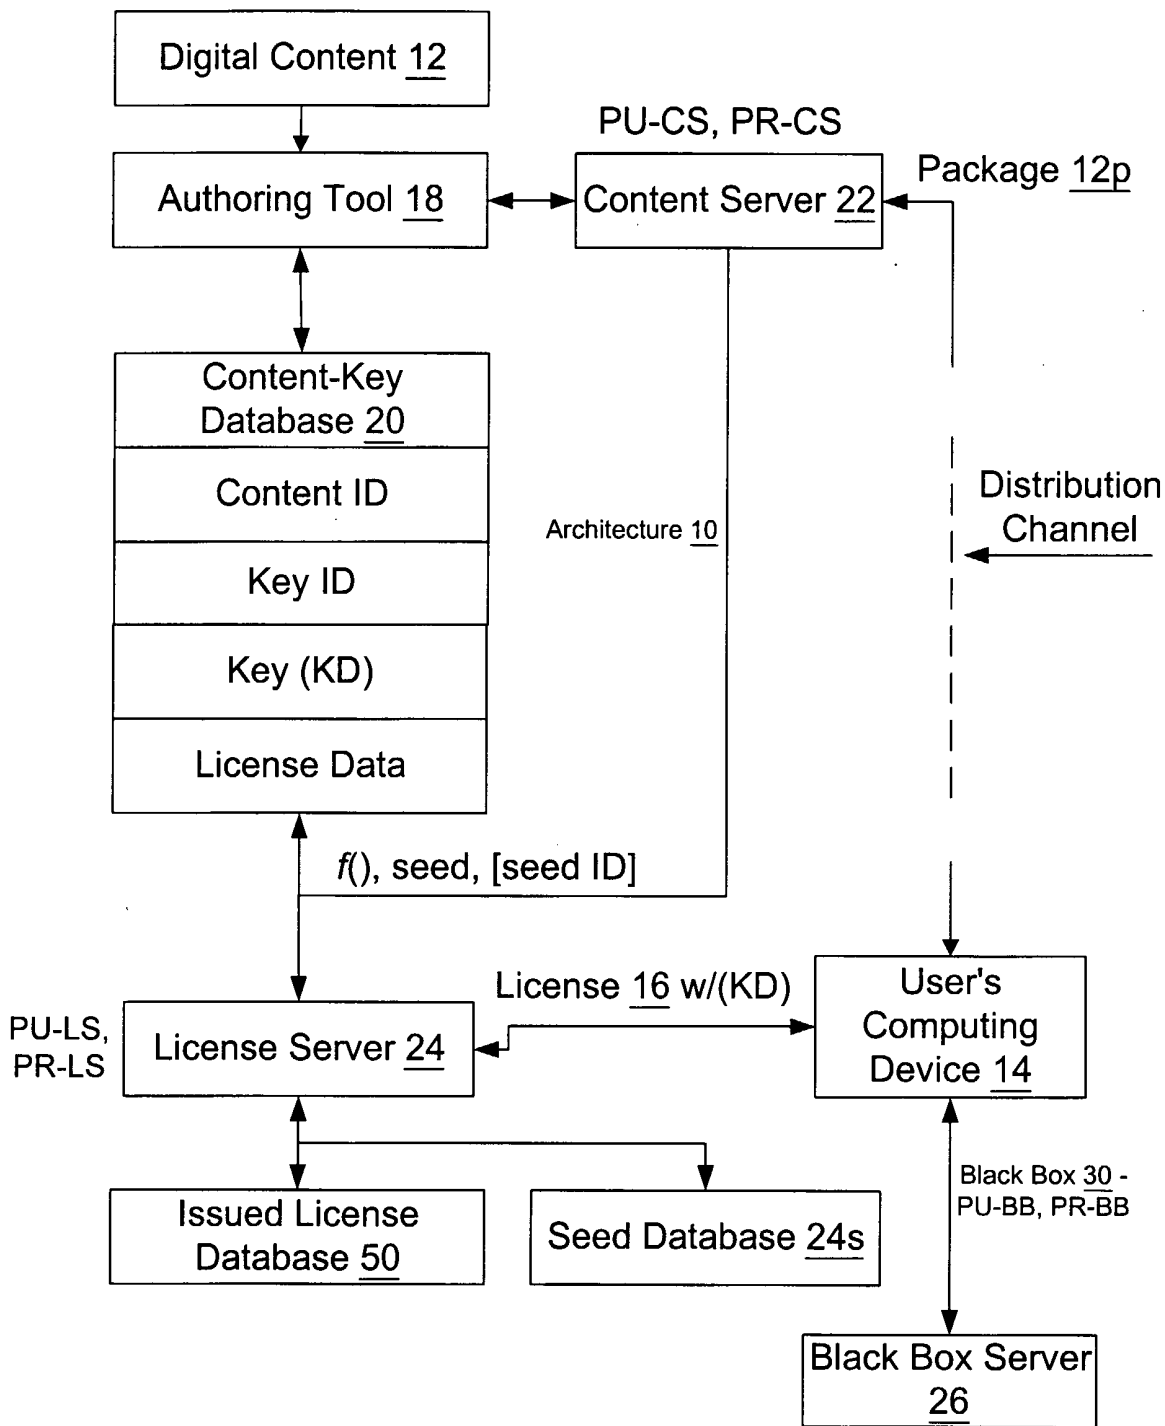 Digital Content 12
PU-CS, PR-CS
Authoring Tool 18
Content Server 22
Package 12p
Content-Key
Database 20
Content ID
Key ID
Key (KD)
License Data
Architecture 10
Distribution
Channel
f(), seed, [seed ID]
License 16 w/(KD)
PU-LS,
PR-LS
License Server 24
User's
Computing
Device 14
Issued License
Database 50
Seed Database 24s
Black Box 30 -
PU-BB, PR-BB
Black Box Server
26